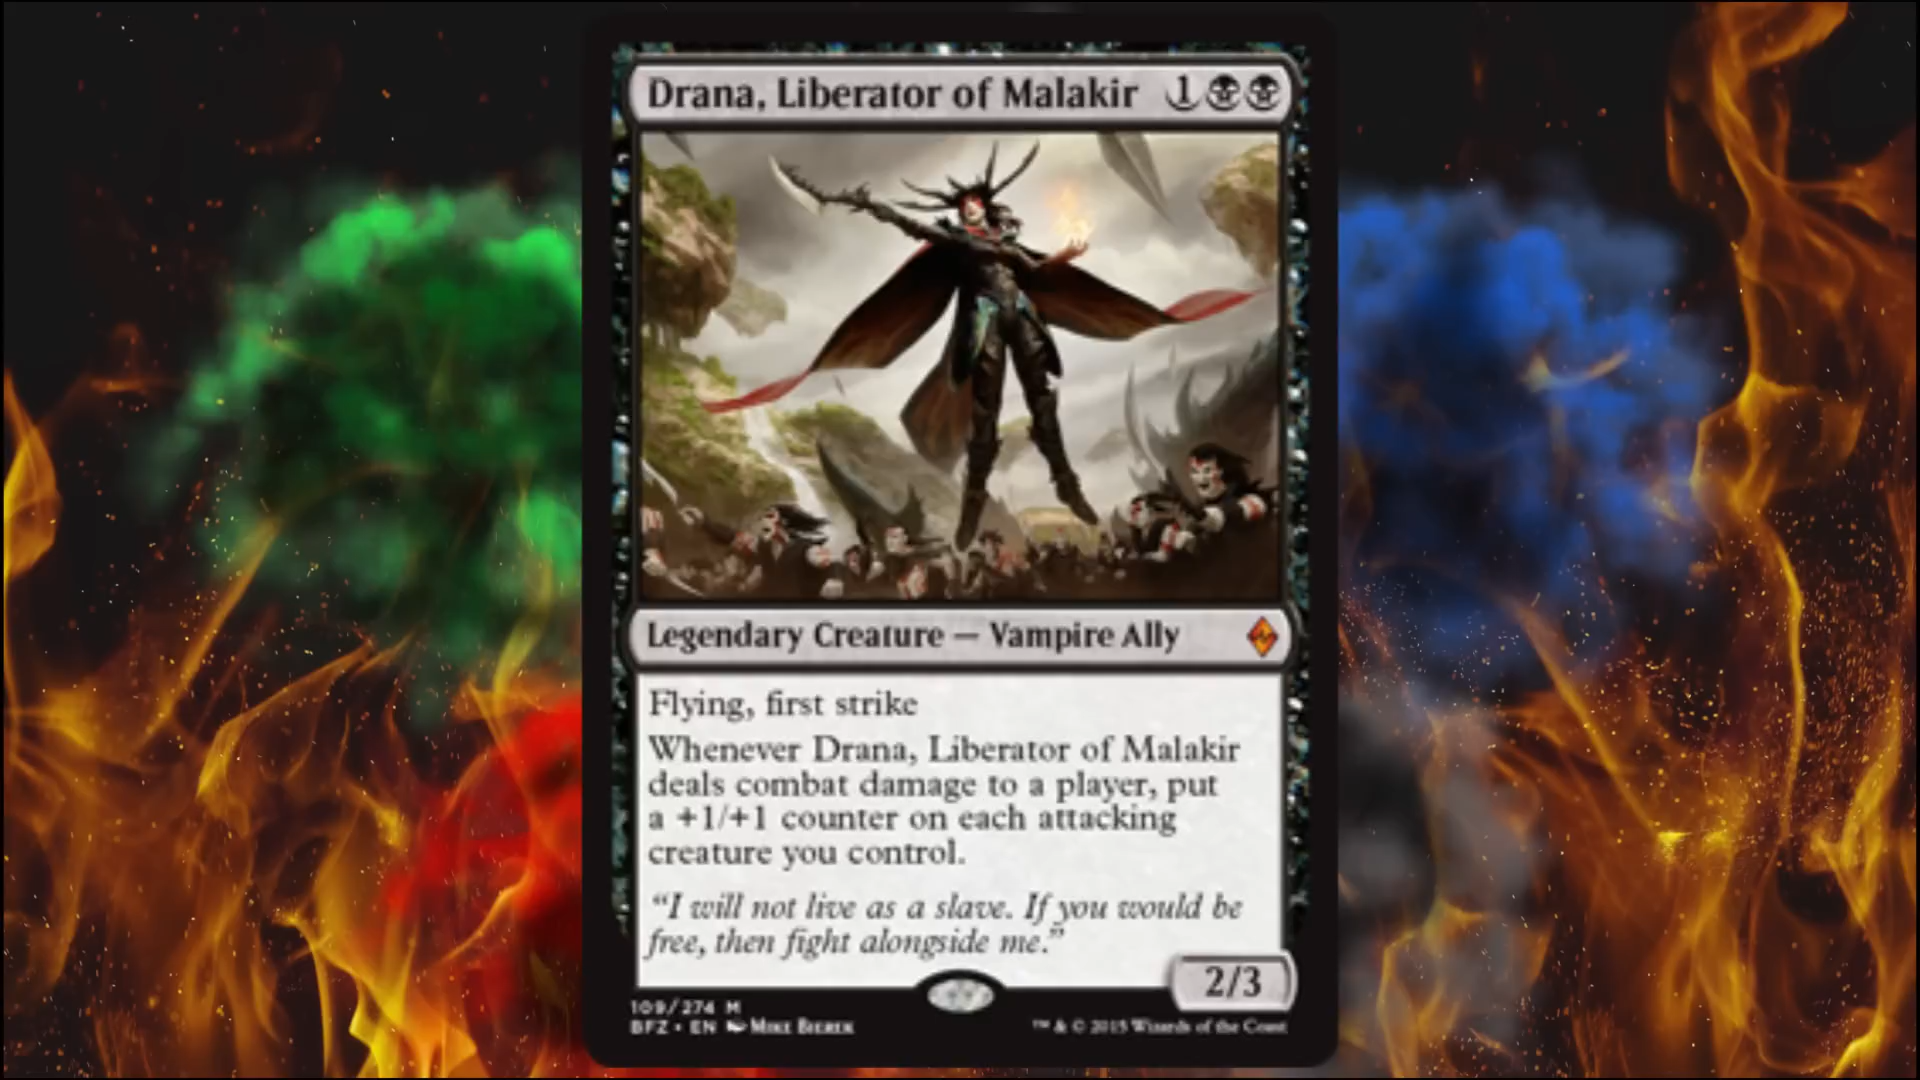 Drana, Liberator of Malakir 1
Legendary Creature — Vampire Ally
Flying, first strike
Whenever Drana, Liberator of Malakir
deals combat damage to a player, put
a +1/+1 counter on each attacking
creature you control.
“I will not live as a slave. If you would be
free, then fight alongside me.”
2/3
109/274 M
BFZ • EN Mike Bierek
™ & © 2015 Wizards of the Coast